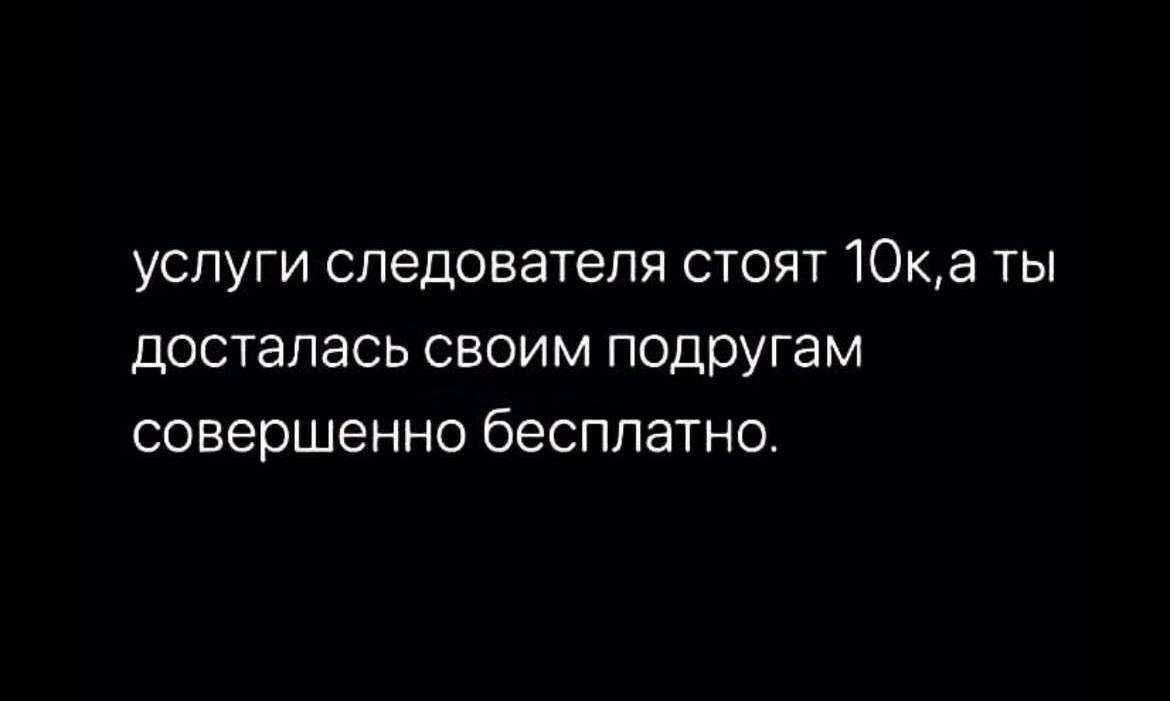 услуги следователя стоят 10к,а ты
досталась своим подругам
совершенно бесплатно.